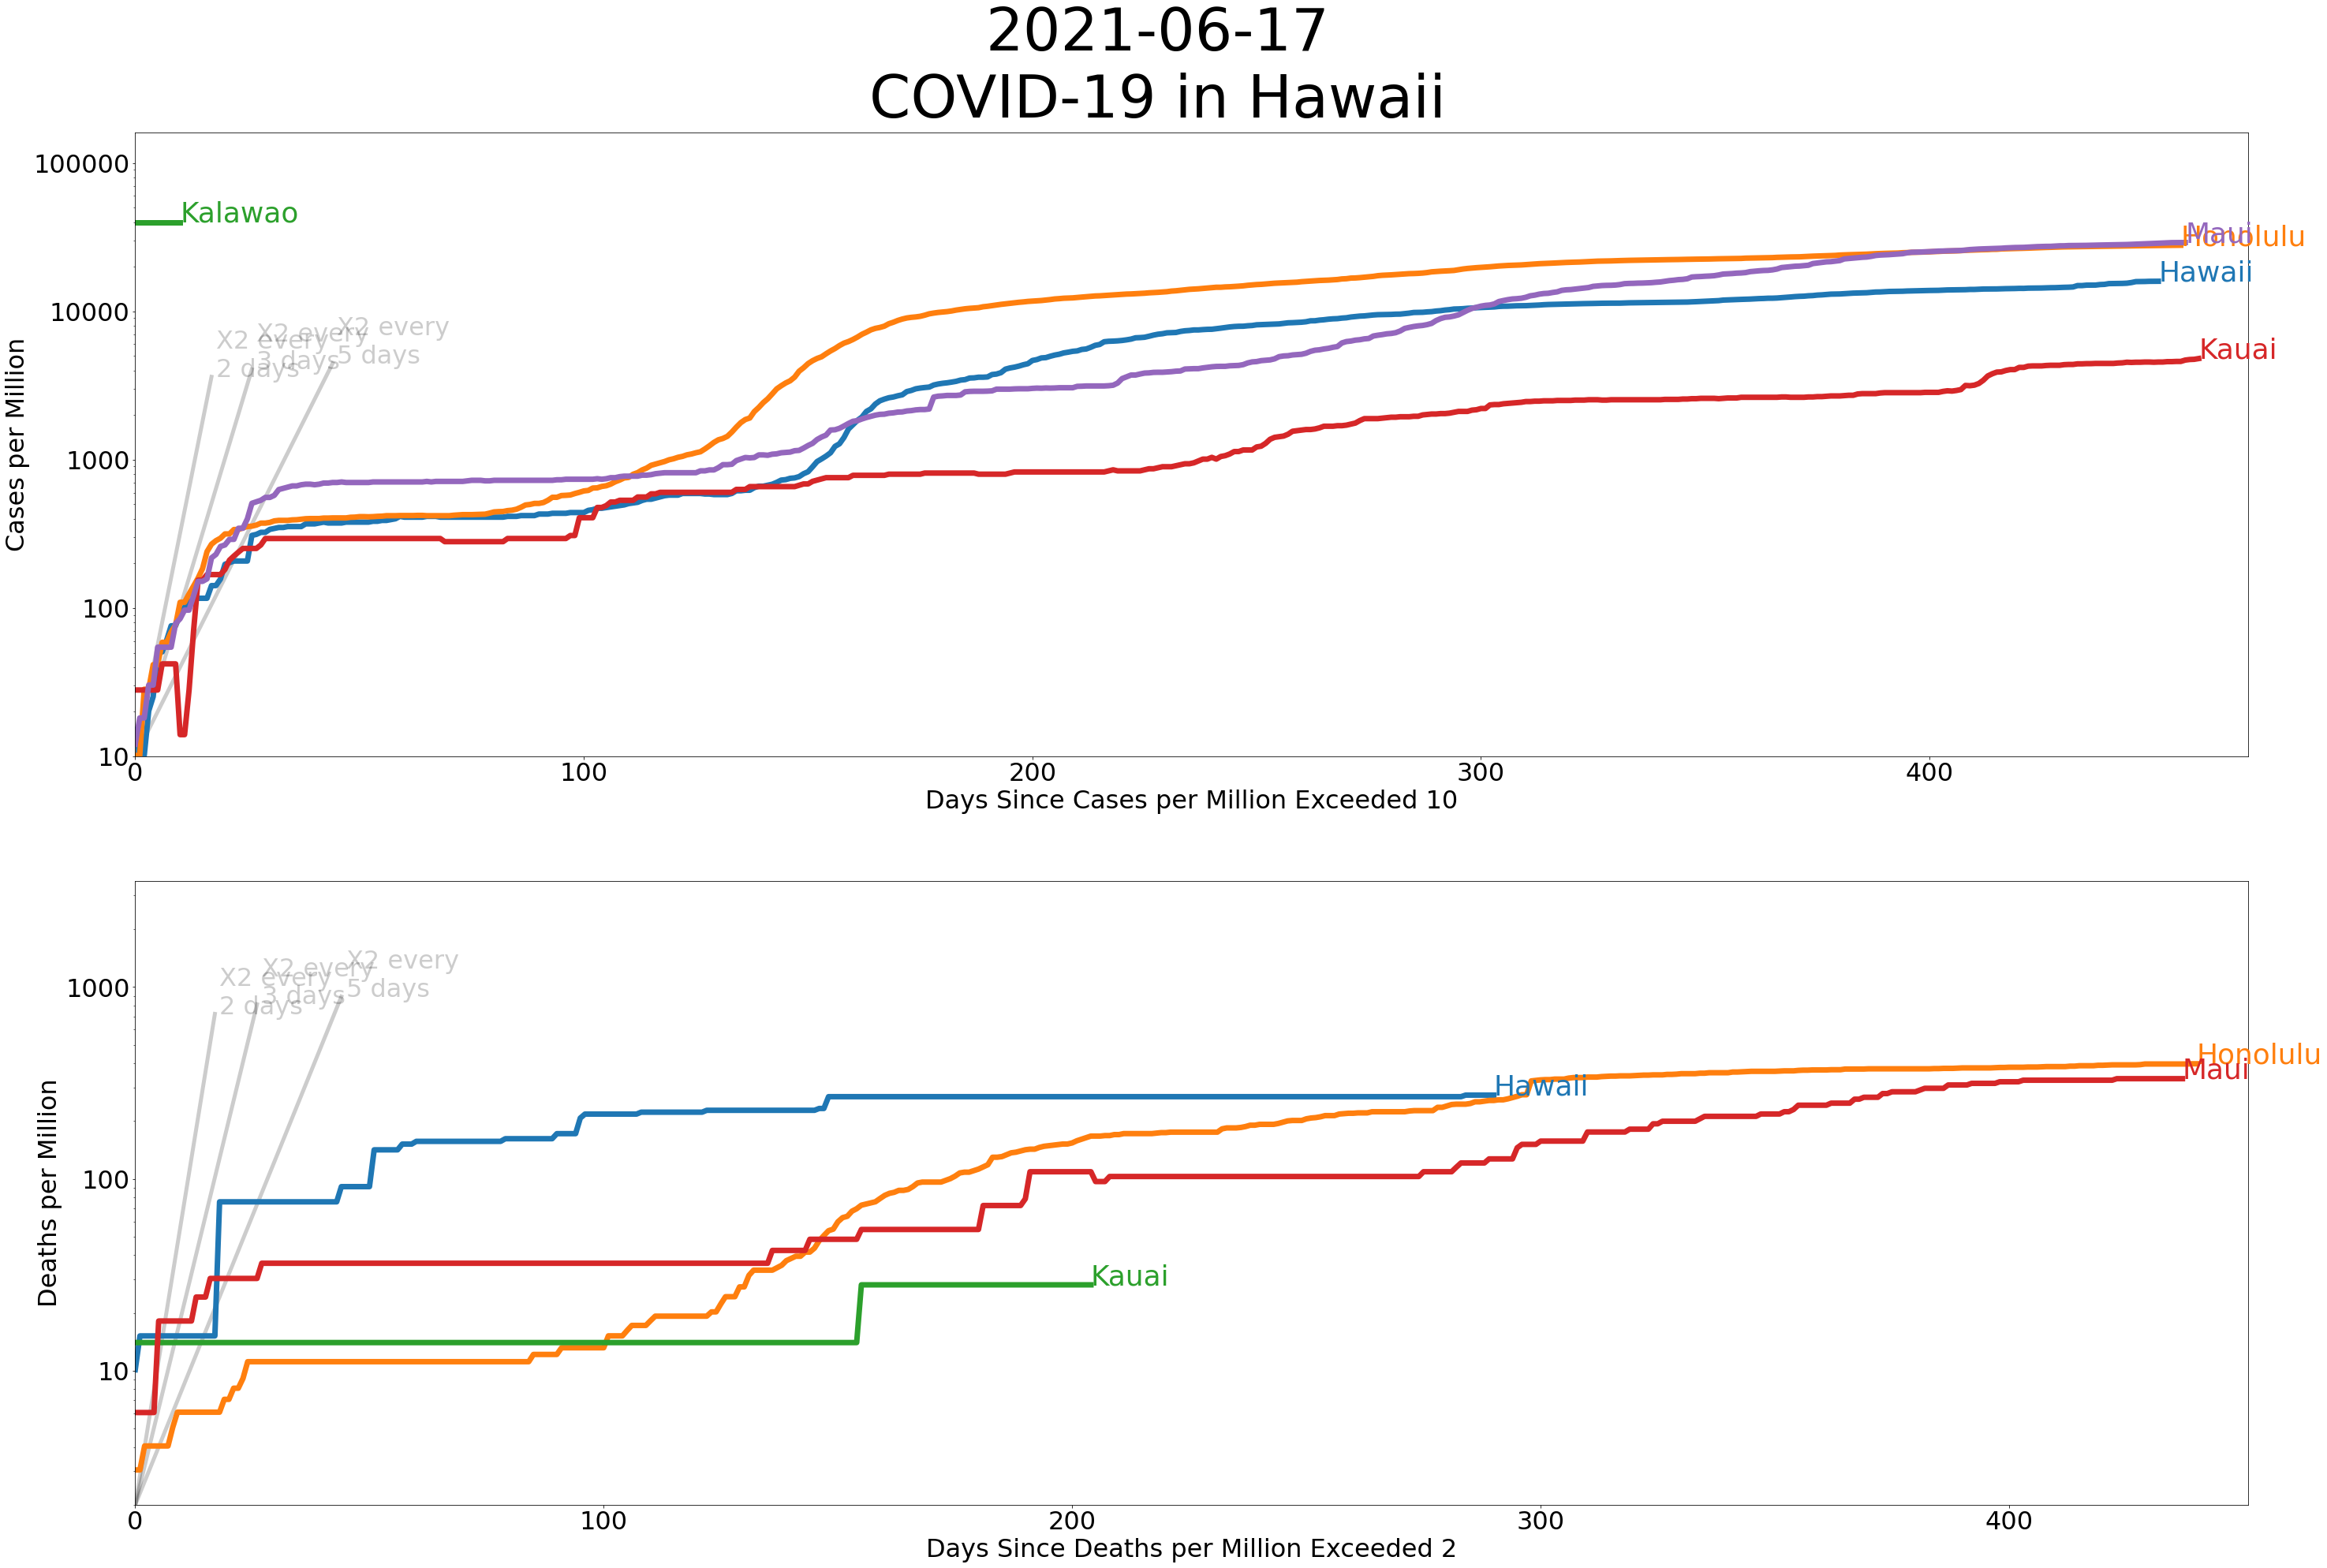 2021-06-17
COVID-19 in Hawaii
100000
10000
1000
100
10
Cases per Million
Kalawao
Maui
Honolulu
Hawaii
Kauai
X2 every
2 days
X2 every
3 days
X2 every
5 days
0
100
200
300
400
Days Since Cases per Million Exceeded 10
1000
100
10
Deaths per Million
X2 every
2 days
X2 every
3 days
X2 every
5 days
Honolulu
Maui
Hawaii
Kauai
0
100
200
300
400
Days Since Deaths per Million Exceeded 2